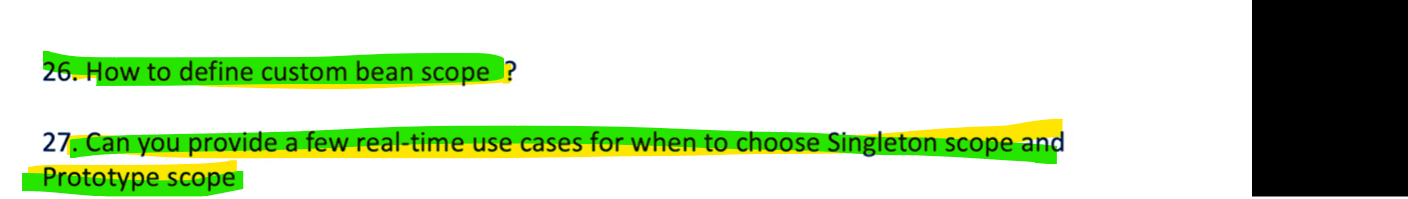 26. How to define custom bean scope ?
27. Can you provide a few real-time use cases for when to choose Singleton scope and
Prototype scope